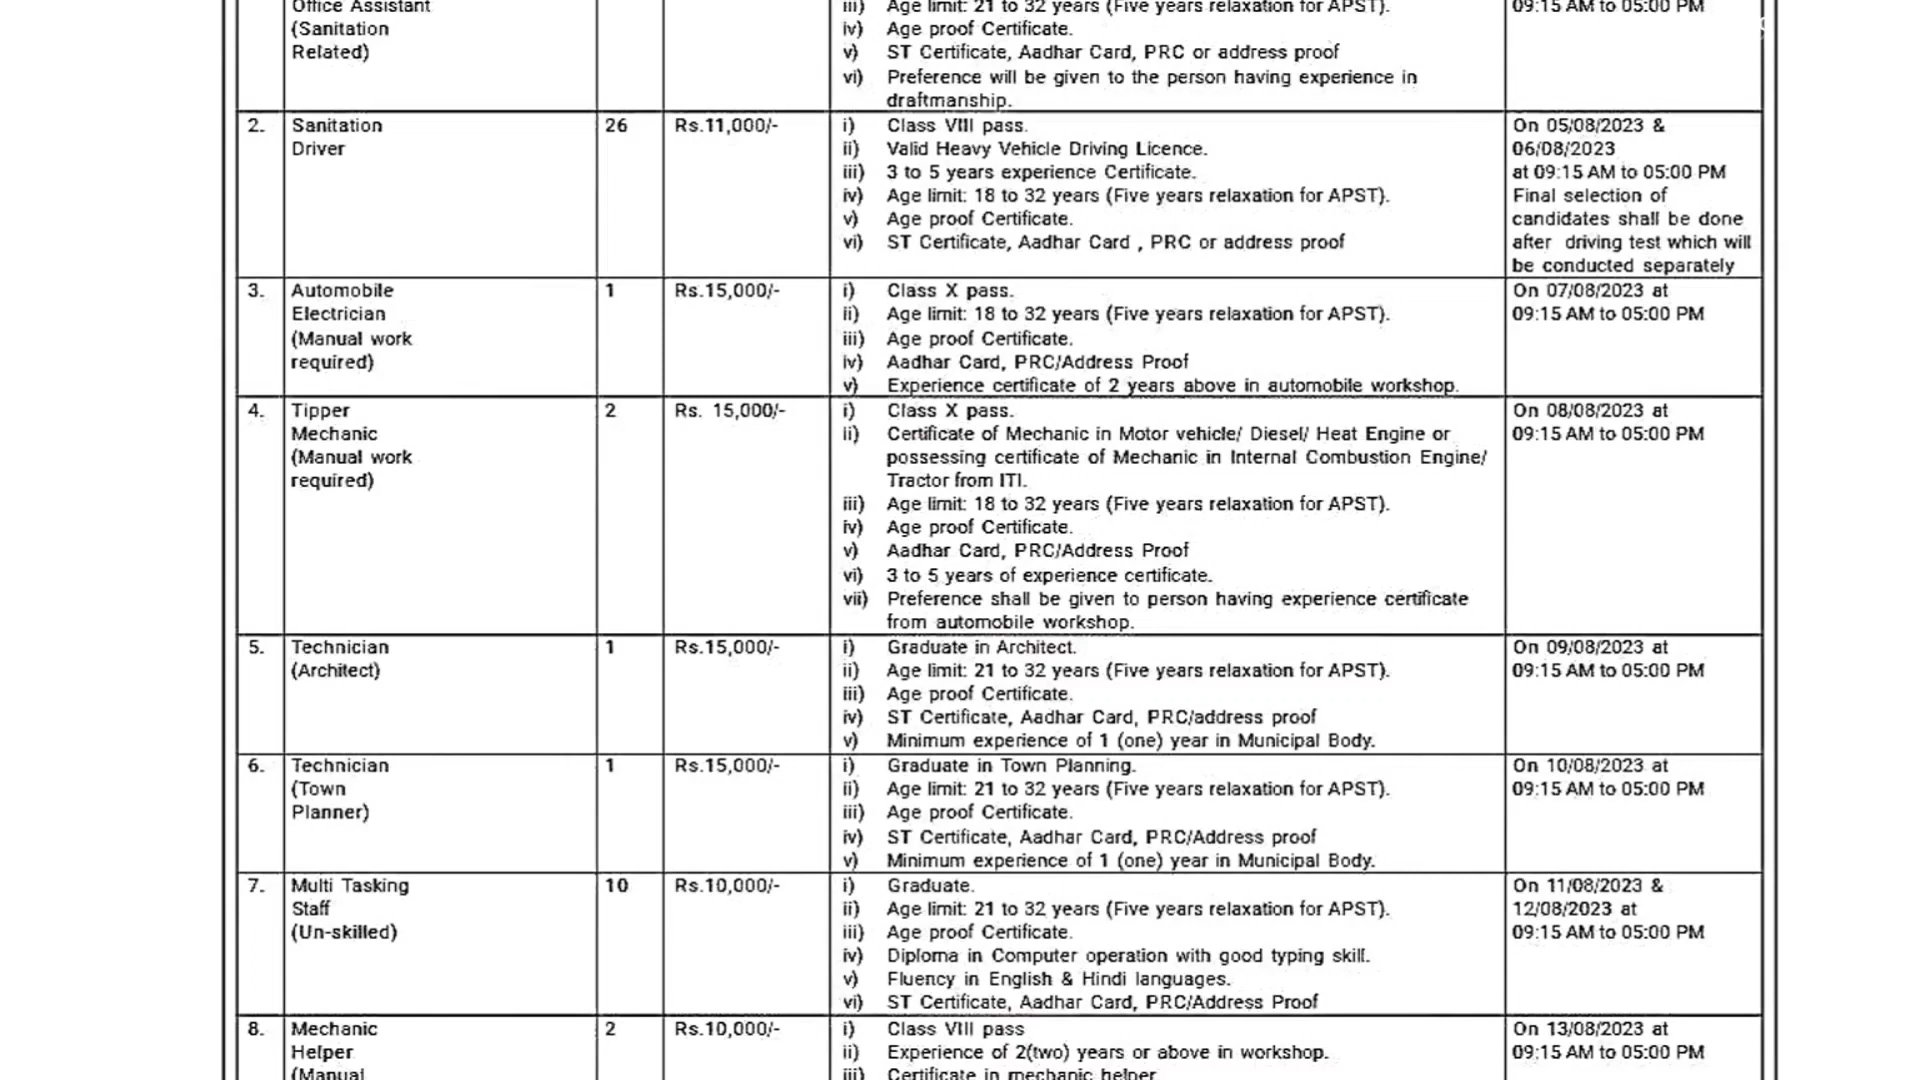 Office Assistant
(Sanitation
Related)
iii) Age limit: 21 to 32 years (Five years relaxation for APST).
iv) Age proof Certificate.
v) ST Certificate, Aadhar Card, PRC or address proof
vi) Preference will be given to the person having experience in
draftmanship.
09:15 AM to 05:00 PM
2.
Sanitation
Driver
26
Rs.11,000/-
i) Class VIII pass.
ii) Valid Heavy Vehicle Driving Licence.
iii) 3 to 5 years experience Certificate.
iv) Age limit: 18 to 32 years (Five years relaxation for APST).
v) Age proof Certificate.
vi) ST Certificate, Aadhar Card , PRC or address proof
On 05/08/2023 &
06/08/2023
at 09:15 AM to 05:00 PM
Final selection of
candidates shall be done
after driving test which will
be conducted separately
3.
Automobile
Electrician
(Manual work
required)
1
Rs.15,000/-
i) Class X pass.
ii) Age limit: 18 to 32 years (Five years relaxation for APST).
iii) Age proof Certificate.
iv) Aadhar Card, PRC/Address Proof
v) Experience certificate of 2 years above in automobile workshop.
On 07/08/2023 at
09:15 AM to 05:00 PM
4.
Tipper
Mechanic
(Manual work
required)
2
Rs. 15,000/-
i) Class X pass.
ii) Certificate of Mechanic in Motor vehicle/ Diesel/ Heat Engine or
possessing certificate of Mechanic in Internal Combustion Engine/
Tractor from ITI.
iii) Age limit: 18 to 32 years (Five years relaxation for APST).
iv) Age proof Certificate.
v) Aadhar Card, PRC/Address Proof
vi) 3 to 5 years of experience certificate.
vii) Preference shall be given to person having experience certificate
from automobile workshop.
On 08/08/2023 at
09:15 AM to 05:00 PM
5.
Technician
(Architect)
1
Rs.15,000/-
i) Graduate in Architect.
ii) Age limit: 21 to 32 years (Five years relaxation for APST).
iii) Age proof Certificate.
iv) ST Certificate, Aadhar Card, PRC/address proof
v) Minimum experience of 1 (one) year in Municipal Body.
On 09/08/2023 at
09:15 AM to 05:00 PM
6.
Technician
(Town
Planner)
1
Rs.15,000/-
i) Graduate in Town Planning.
ii) Age limit: 21 to 32 years (Five years relaxation for APST).
iii) Age proof Certificate.
iv) ST Certificate, Aadhar Card, PRC/Address proof
v) Minimum experience of 1 (one) year in Municipal Body.
On 10/08/2023 at
09:15 AM to 05:00 PM
7.
Multi Tasking
Staff
(Un-skilled)
10
Rs.10,000/-
i) Graduate.
ii) Age limit: 21 to 32 years (Five years relaxation for APST).
iii) Age proof Certificate.
iv) Diploma in Computer operation with good typing skill.
v) Fluency in English & Hindi languages.
vi) ST Certificate, Aadhar Card, PRC/Address Proof
On 11/08/2023 &
12/08/2023 at
09:15 AM to 05:00 PM
8.
Mechanic
Helper
(Manual
2
Rs.10,000/-
i) Class VIII pass
ii) Experience of 2(two) years or above in workshop.
iii) Certificate in mechanic helper
On 13/08/2023 at
09:15 AM to 05:00 PM